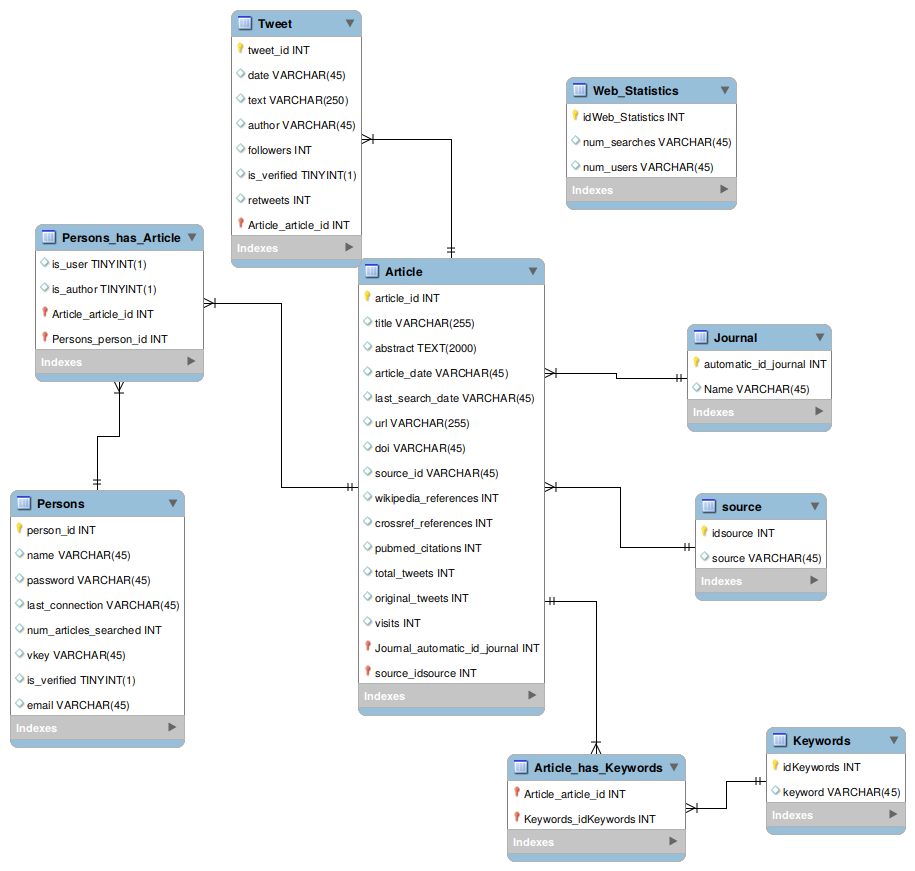 Tweet
tweet_id INT
date VARCHAR(45)
text VARCHAR(250)
author VARCHAR(45)
followers INT
is_verified TINYINT(1)
retweets INT
Article_article_id INT
Indexes
Web_Statistics
idWeb_Statistics INT
num_searches VARCHAR(45)
num_users VARCHAR(45)
Indexes
Persons_has_Article
is_user TINYINT(1)
is_author TINYINT(1)
Article_article_id INT
Persons_person_id INT
Indexes
Article
article_id INT
title VARCHAR(255)
abstract TEXT(2000)
article_date VARCHAR(45)
last_search_date VARCHAR(45)
url VARCHAR(255)
doi VARCHAR(45)
source_id VARCHAR(45)
wikipedia_references INT
crossref_references INT
pubmed_citations INT
total_tweets INT
original_tweets INT
visits INT
Journal_automatic_id_journal INT
source_idsource INT
Indexes
Journal
automatic_id_journal INT
Name VARCHAR(45)
Indexes
Persons
person_id INT
name VARCHAR(45)
password VARCHAR(45)
last_connection VARCHAR(45)
num_articles_searched INT
vkey VARCHAR(45)
is_verified TINYINT(1)
email VARCHAR(45)
Indexes
source
idsource INT
source VARCHAR(45)
Indexes
Article_has_Keywords
Article_article_id INT
Keywords_idKeywords INT
Indexes
Keywords
idKeywords INT
keyword VARCHAR(45)
Indexes